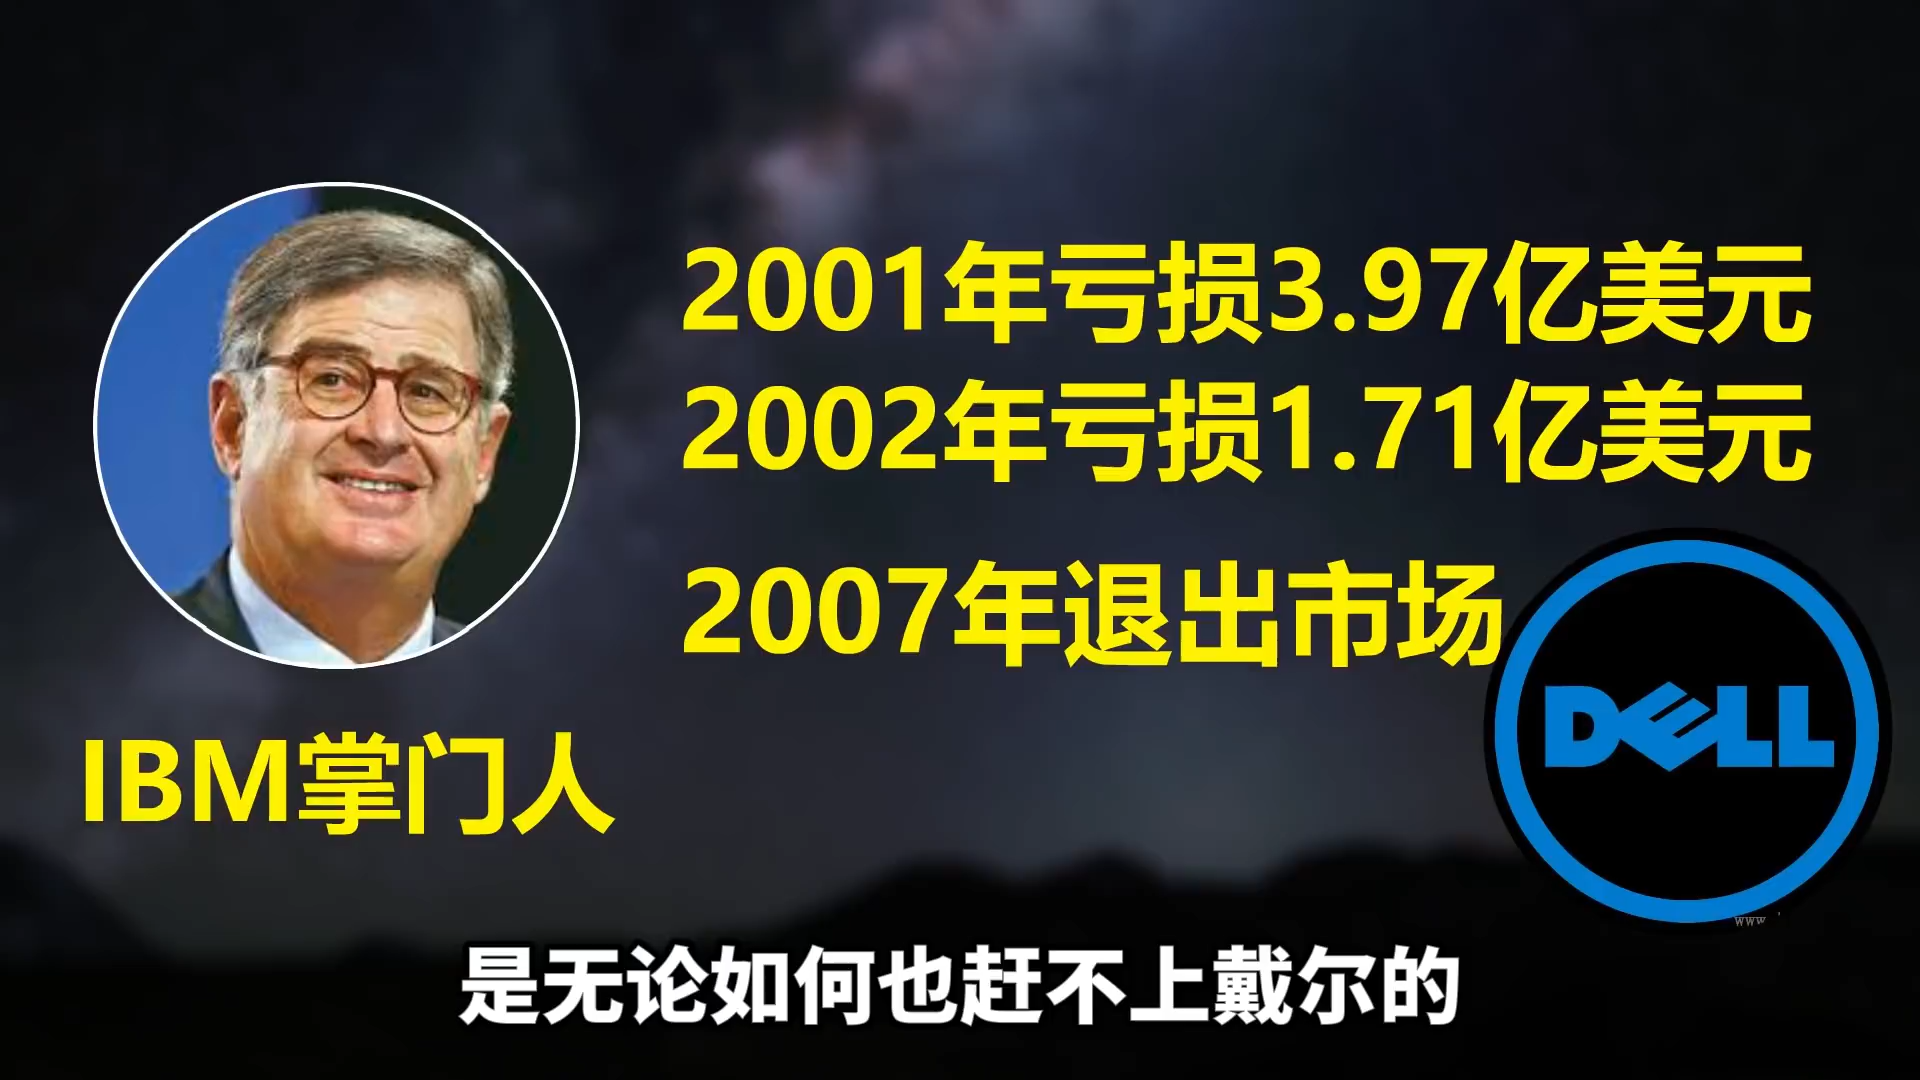 2001年亏损3.97亿美元
2002年亏损1.71亿美元
2007年退出市场
DELL
IBM掌门人
www
是无论如何也赶不上戴尔的